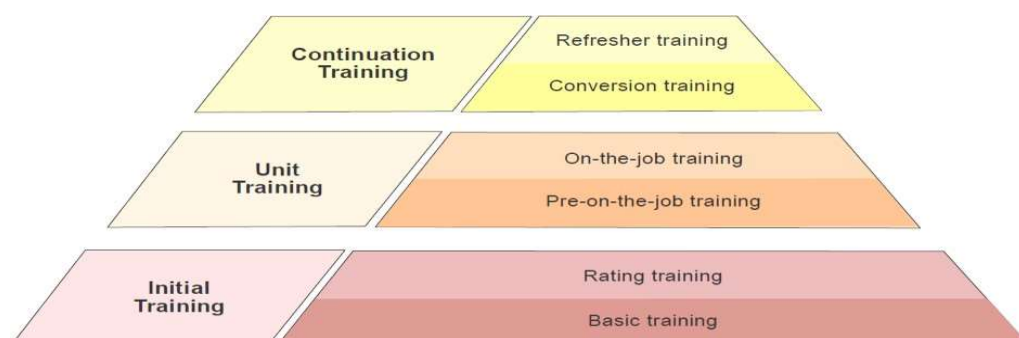 Continuation
Training
Refresher training
Conversion training
Unit
Training
On-the-job training
Pre-on-the-job training
Initial
Training
Rating training
Basic training